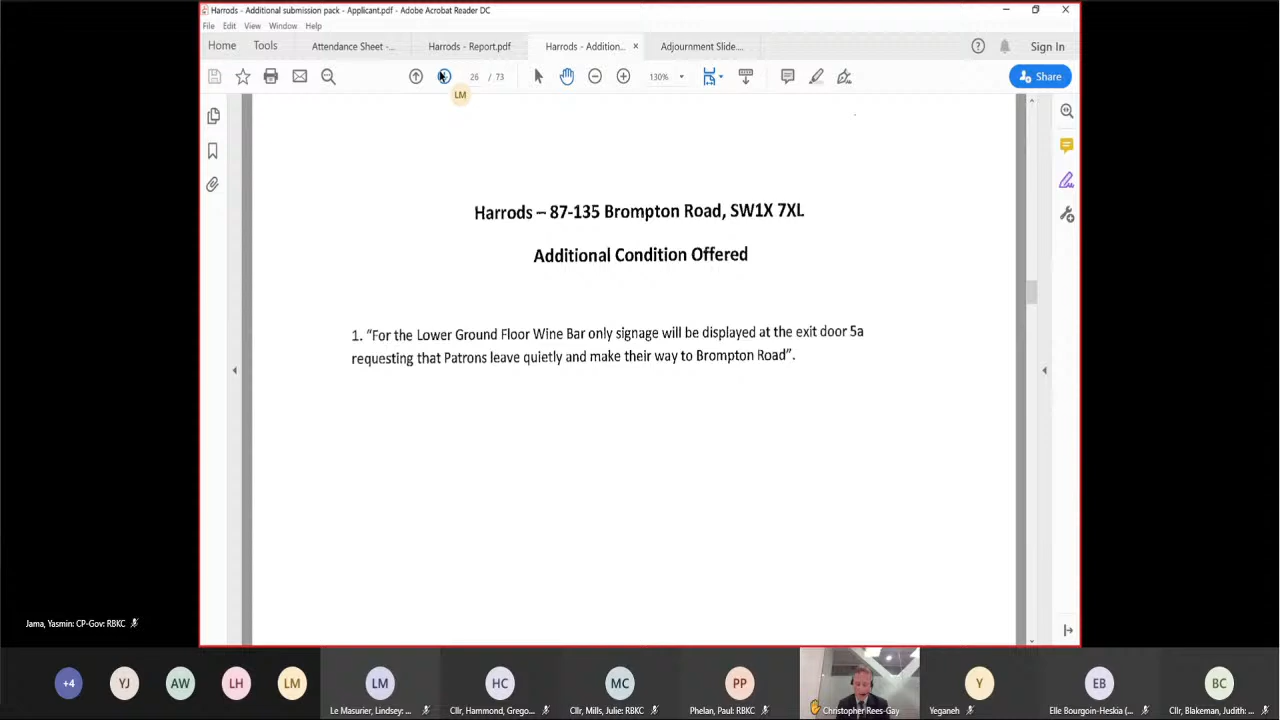 Harrods - Additional submission pack - Applicant.pdf - Adobe Acrobat Reader DC
File Edit View Window Help
Home Tools Attendance Sheet -... Harrods - Report.pdf Harrods - Addition... × Adjournment Slide.... Sign In
26 / 73 130% Share
LM
Harrods – 87-135 Brompton Road, SW1X 7XL
Additional Condition Offered
1. “For the Lower Ground Floor Wine Bar only signage will be displayed at the exit door 5a
requesting that Patrons leave quietly and make their way to Brompton Road”.
Jama, Yasmin: CP-Gov: RBKC
+4 YJ AW LH LM LM HC MC PP Y EB BC
Le Masurier, Lindsey: ... Cllr, Hammond, Grego... Cllr, Mills, Julie: RBKC Phelan, Paul: RBKC Christopher Rees-Gay Yeganeh Elle Bourgoin-Heskia (... Cllr, Blakeman, Judith: ...